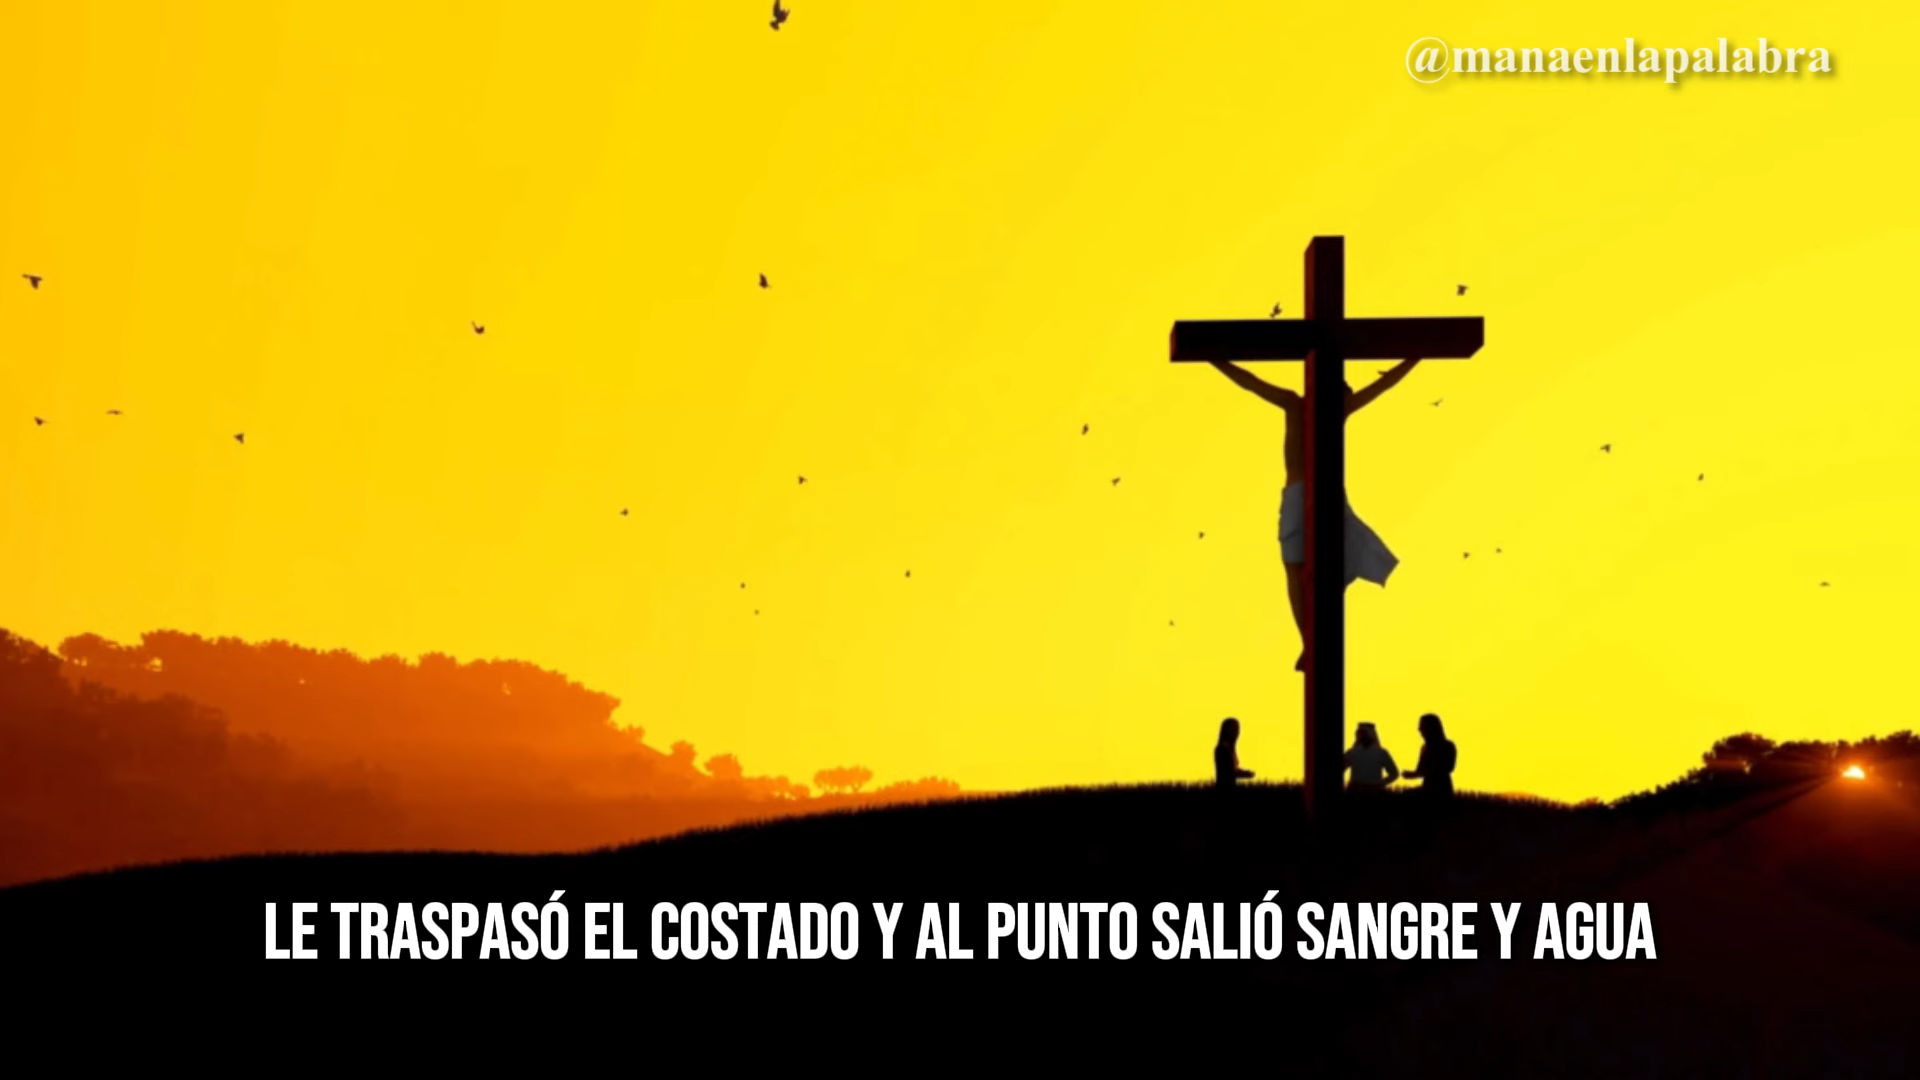 @manaenlapalabra
LE TRASPASÓ EL COSTADO Y AL PUNTO SALIÓ SANGRE Y AGUA